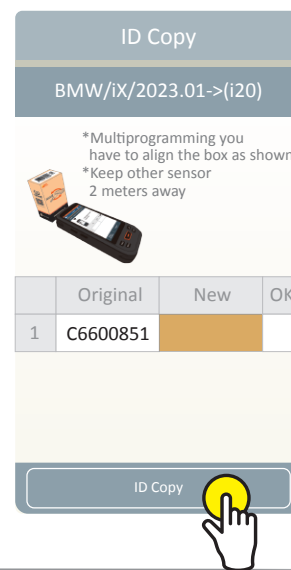 ID Copy
BMW/iX/2023.01->(i20)
*Multiprogramming you
have to align the box as shown
*Keep other sensor
2 meters away
Original New OK
1 C6600851
ID Copy